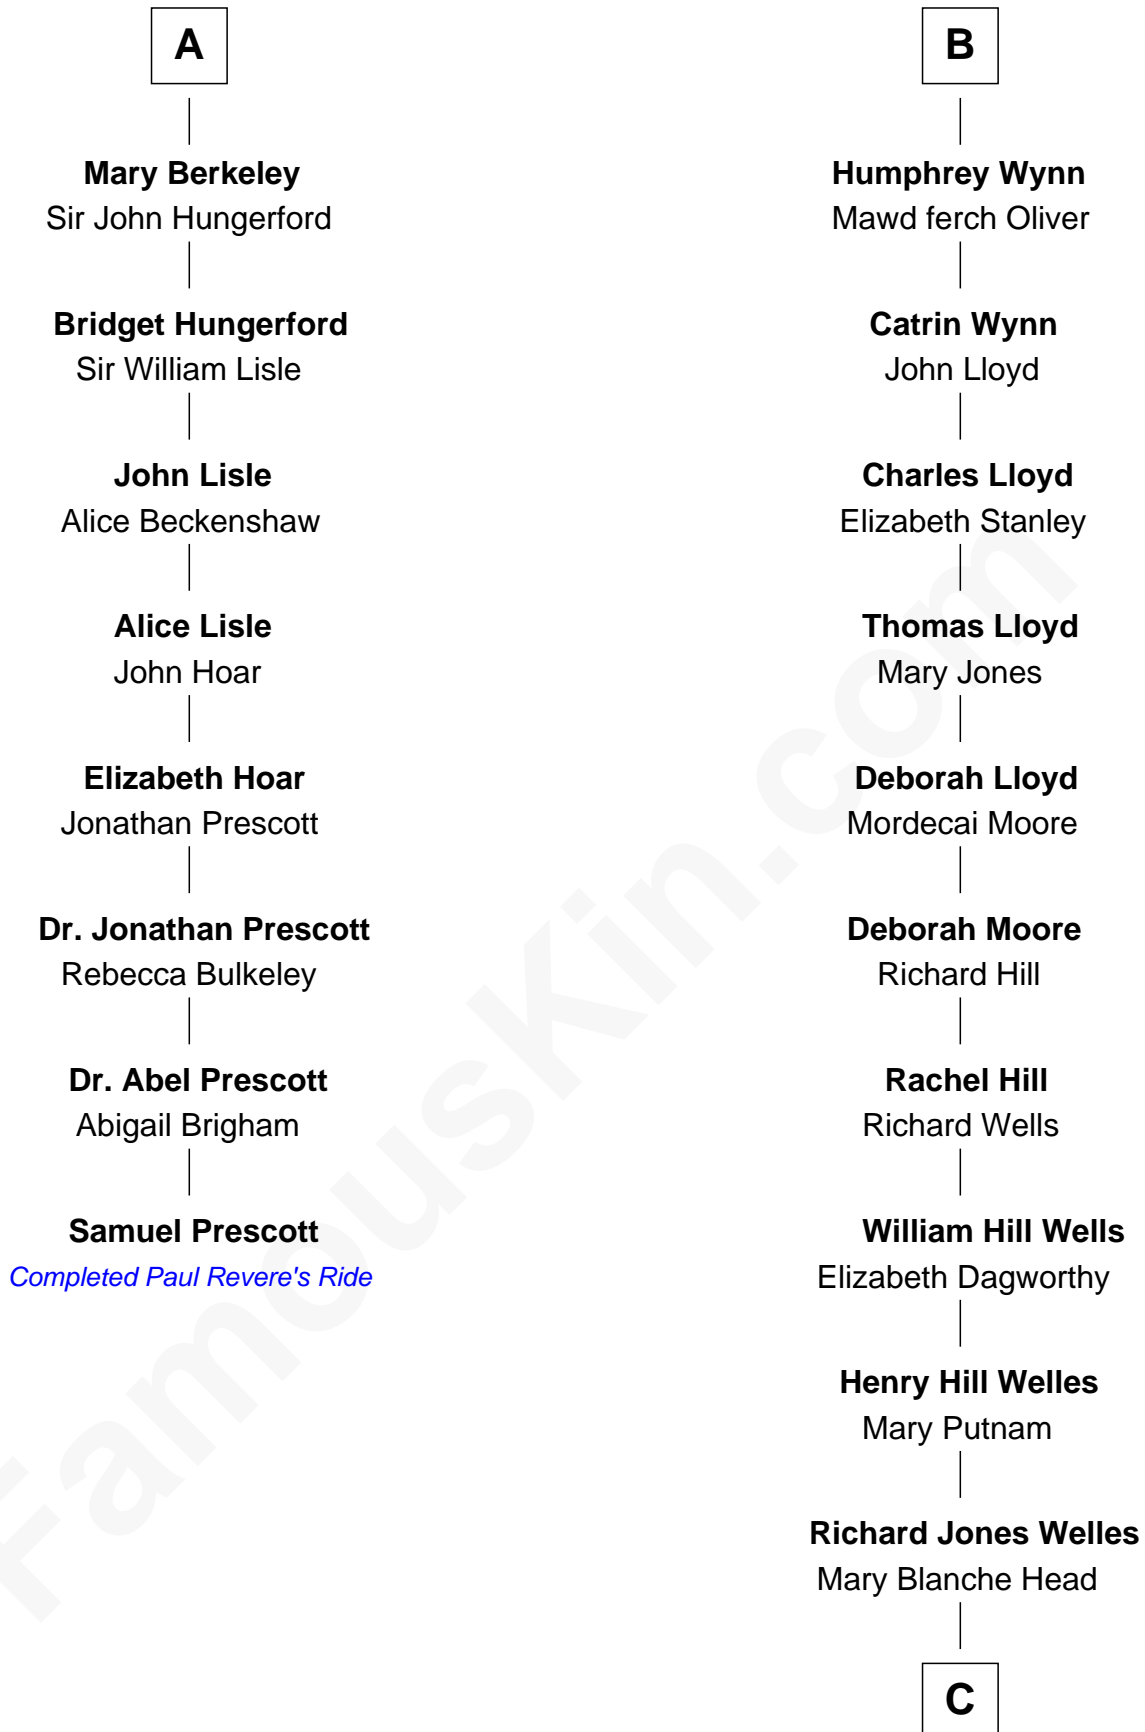 A
Mary Berkeley
Sir John Hungerford
Bridget Hungerford
Sir William Lisle
John Lisle
Alice Beckenshaw
Alice Lisle
John Hoar
Elizabeth Hoar
Jonathan Prescott
Dr. Jonathan Prescott
Rebecca Bulkeley
Dr. Abel Prescott
Abigail Brigham
Samuel Prescott
Completed Paul Revere's Ride
B
Humphrey Wynn
Mawd ferch Oliver
Catrin Wynn
John Lloyd
Charles Lloyd
Elizabeth Stanley
Thomas Lloyd
Mary Jones
Deborah Lloyd
Mordecai Moore
Deborah Moore
Richard Hill
Rachel Hill
Richard Wells
William Hill Wells
Elizabeth Dagworthy
Henry Hill Welles
Mary Putnam
Richard Jones Welles
Mary Blanche Head
C
FamousKin.com